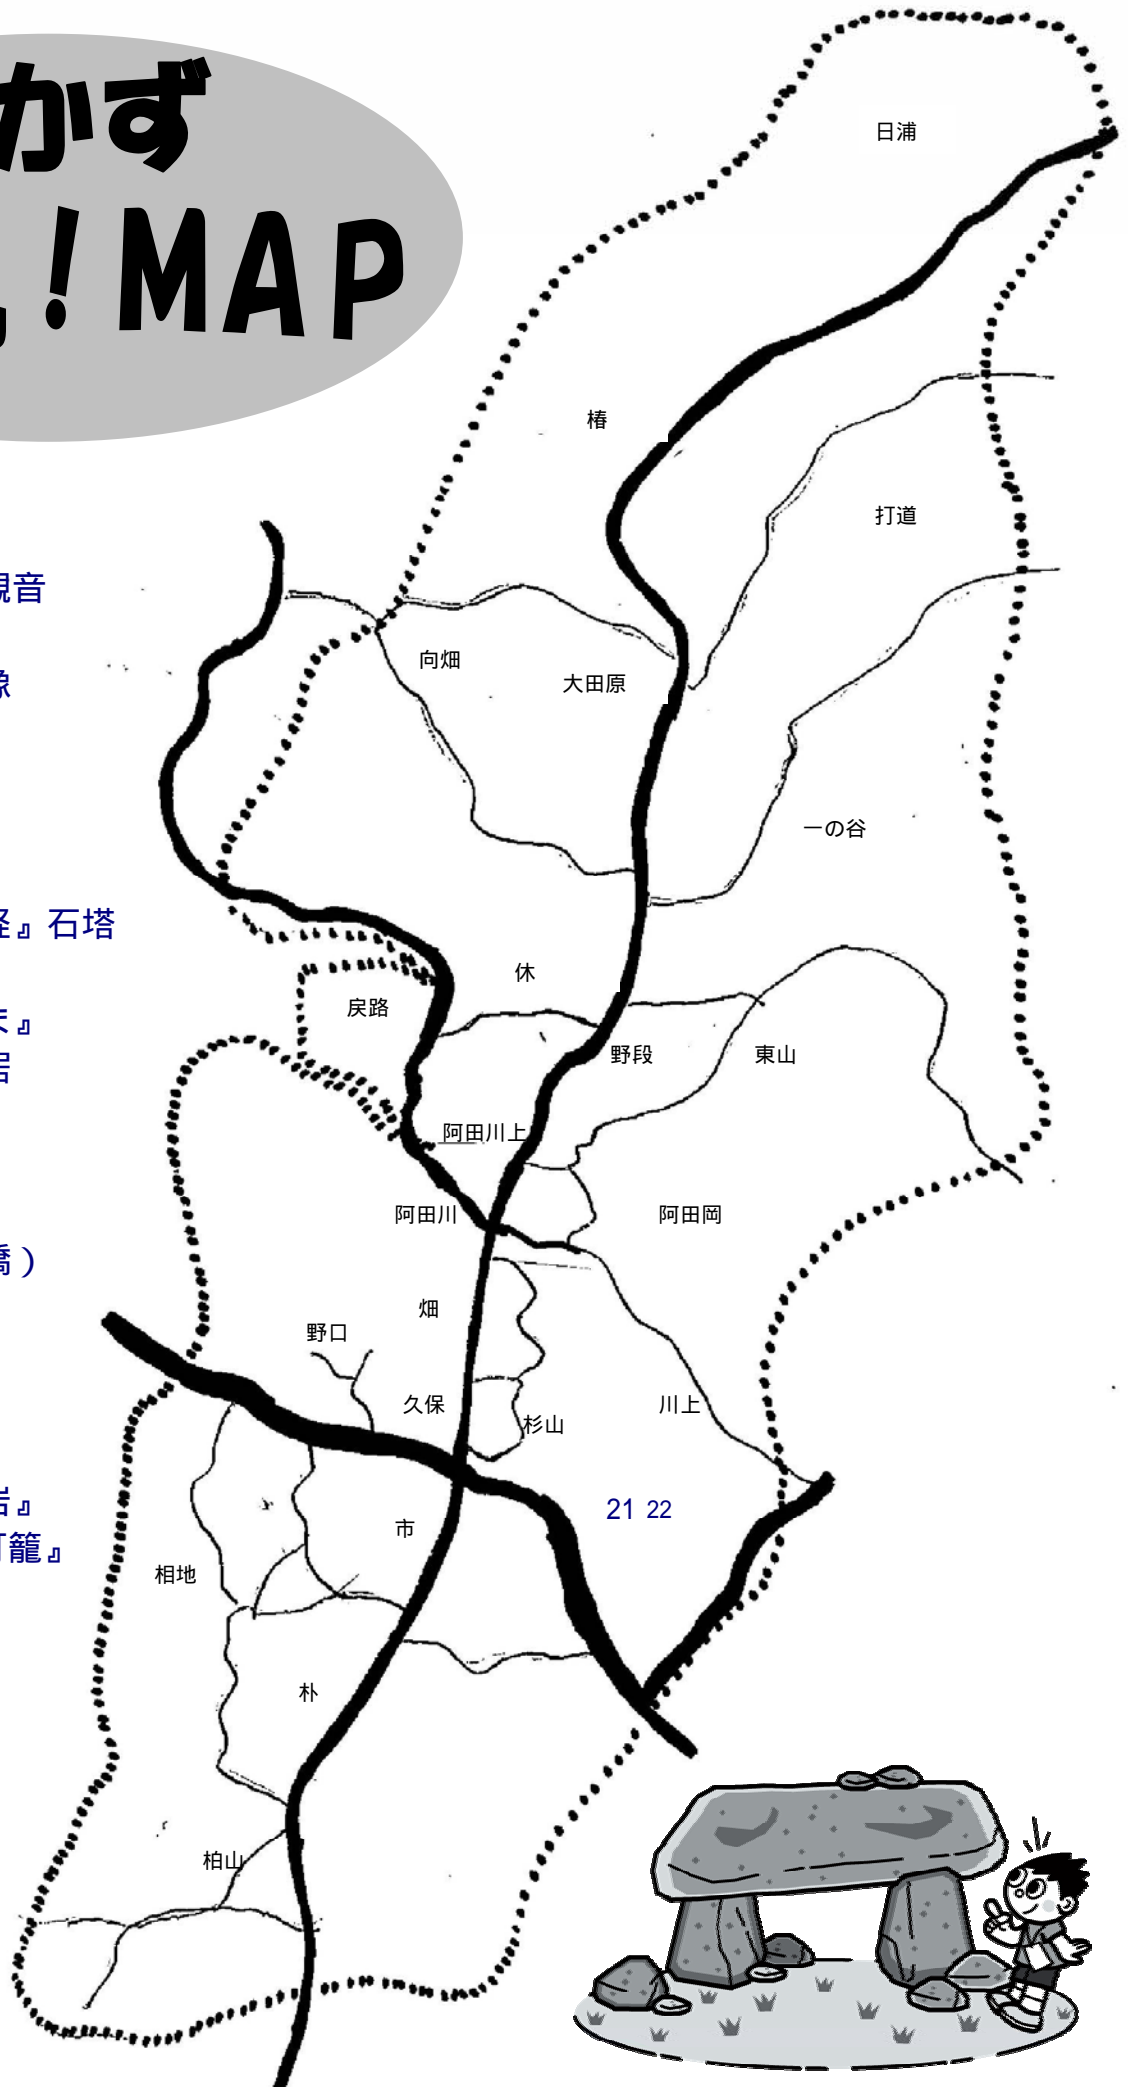 かず
！MAP
日浦
椿
打道
観音
向畑
大田原
像
一の谷
』石塔
休
戻路
』
野段
東山
阿田川上
阿田川
阿田岡
橋）
畑
野口
久保
川上
杉山
岩』
21 22
市
灯籠』
相地
朴
柏山